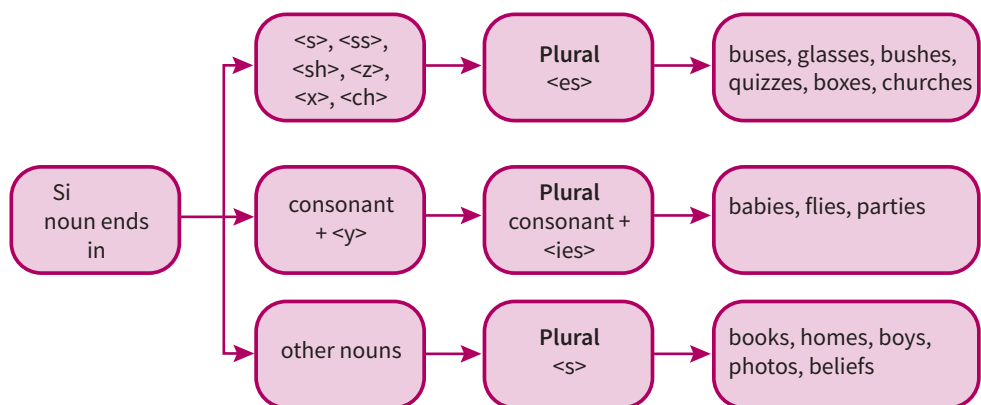 Si
noun ends
in
<s>, <ss>,
<sh>, <z>,
<x>, <ch>
Plural
<es>
buses, glasses, bushes,
quizzes, boxes, churches
consonant
+ <y>
Plural
consonant +
<ies>
babies, flies, parties
other nouns
Plural
<s>
books, homes, boys,
photos, beliefs